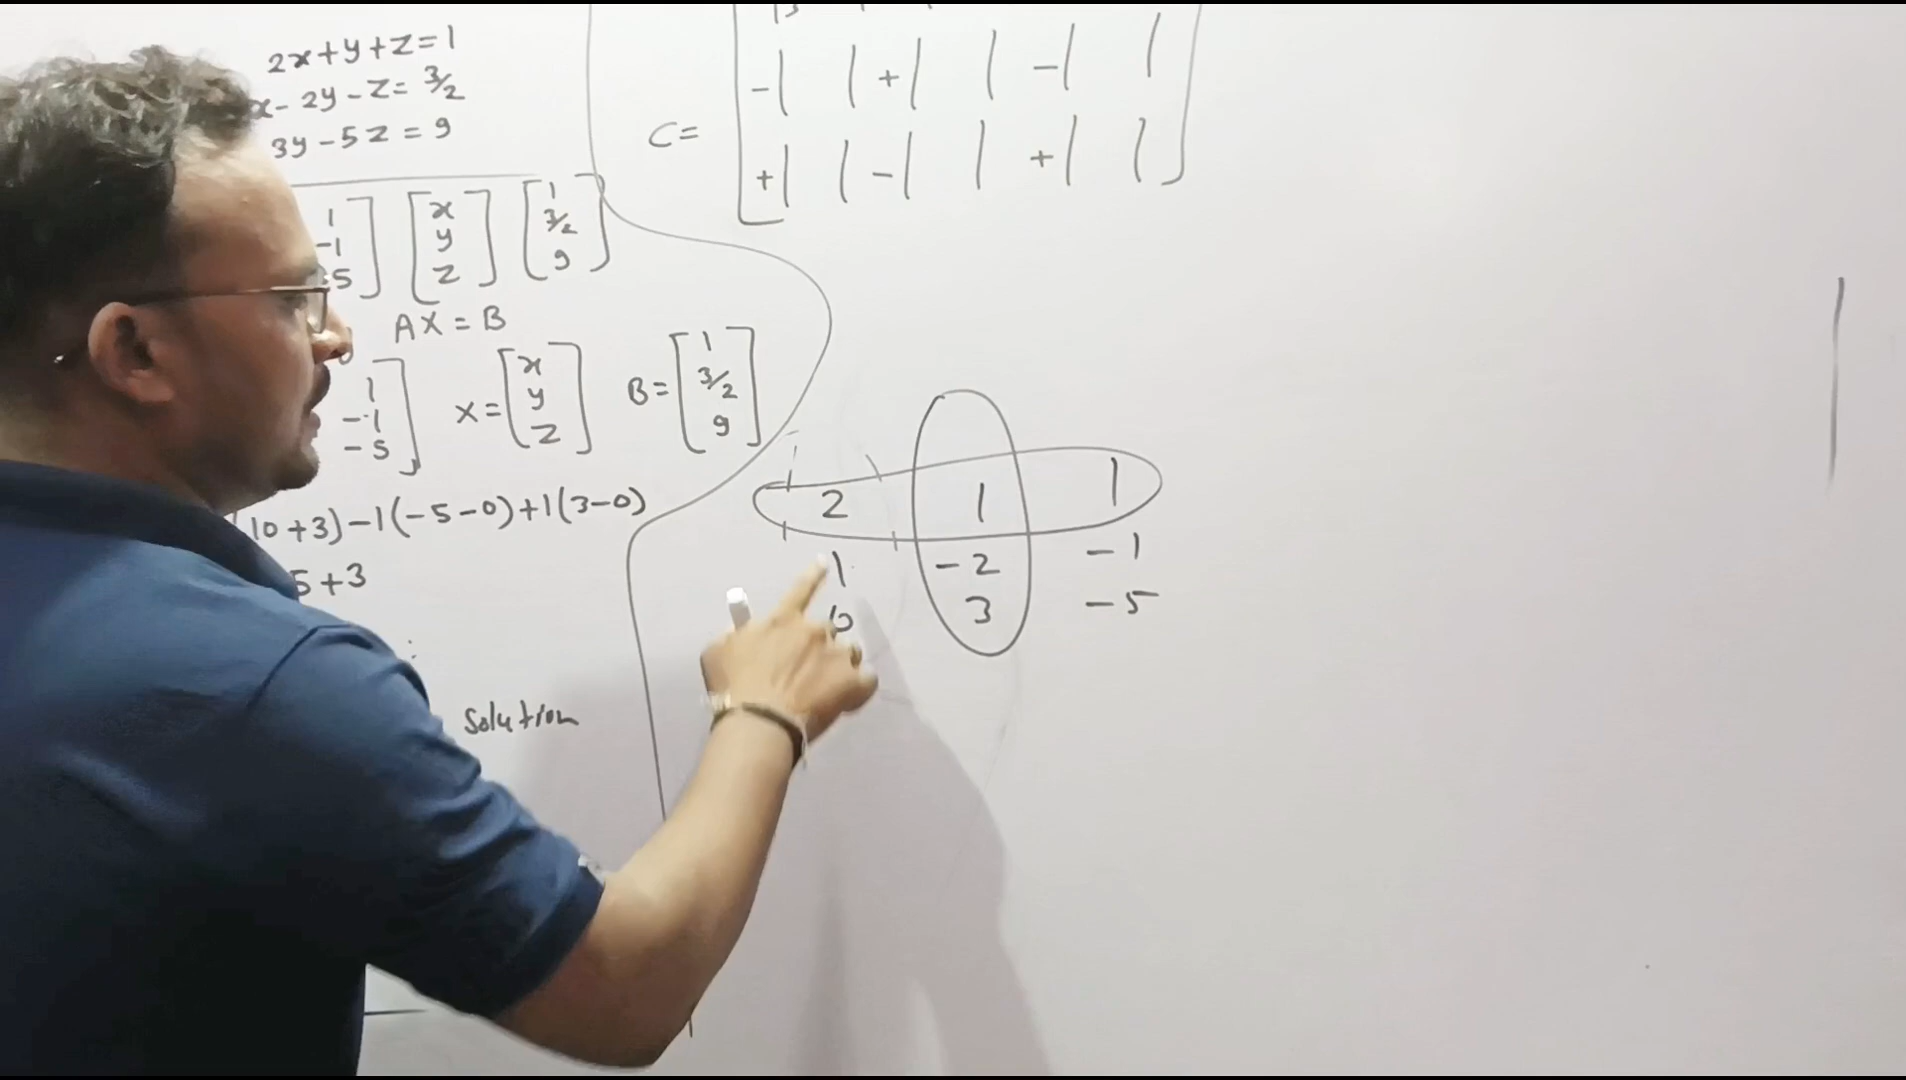 2x+y+z=1
x-2y-z=3/2
3y-5z=9
1
-1
5
x
y
z
1
3/2
9
AX=B
1
-1
-5
X=
x
y
z
B=
1
3/2
9
10+3)-1(-5-0)+1(3-0)
5+3
Solution
-| | +| | -| |
C=
+| | -| | +| |
2 1 1
1 -2 -1
3 -5